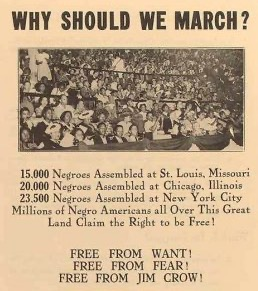 WHY SHOULD WE MARCH?
15.000 Negroes Assembled at St. Louis, Missouri
20.000 Negroes Assembled at Chicago, Illinois
23.500 Negroes Assembled at New York City
Millions of Negro Americans all Over This Great
Land Claim the Right to be Free!
FREE FROM WANT!
FREE FROM FEAR!
FREE FROM JIM CROW!